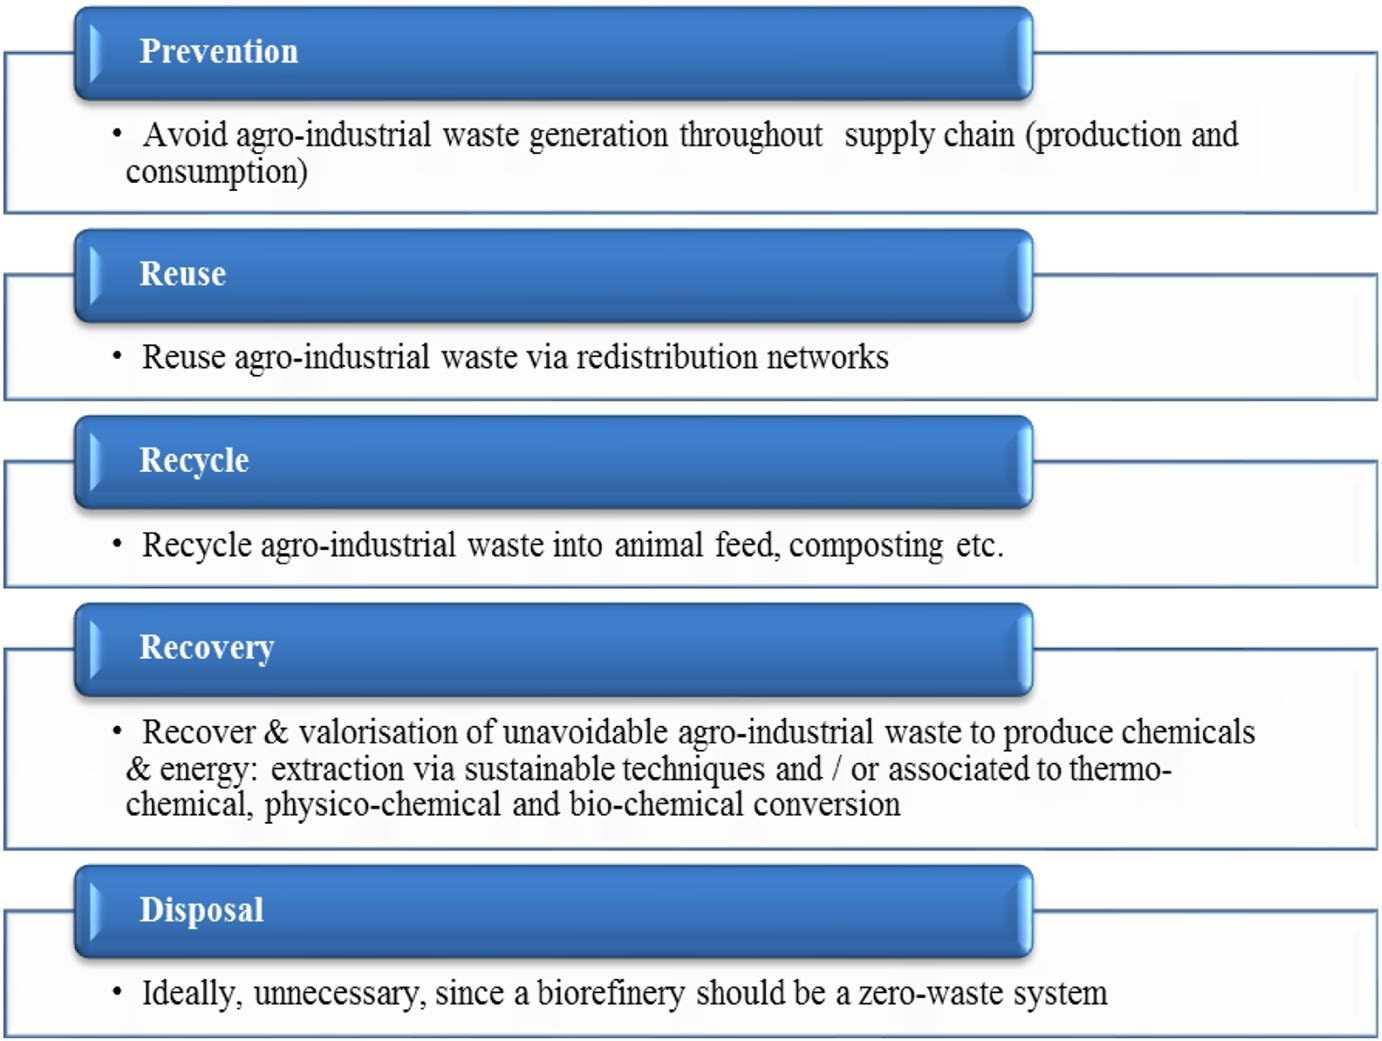 Prevention
• Avoid agro-industrial waste generation throughout supply chain (production and
consumption)
Reuse
• Reuse agro-industrial waste via redistribution networks
Recycle
• Recycle agro-industrial waste into animal feed, composting etc.
Recovery
• Recover & valorisation of unavoidable agro-industrial waste to produce chemicals
& energy: extraction via sustainable techniques and / or associated to thermo-
chemical, physico-chemical and bio-chemical conversion
Disposal
• Ideally, unnecessary, since a biorefinery should be a zero-waste system